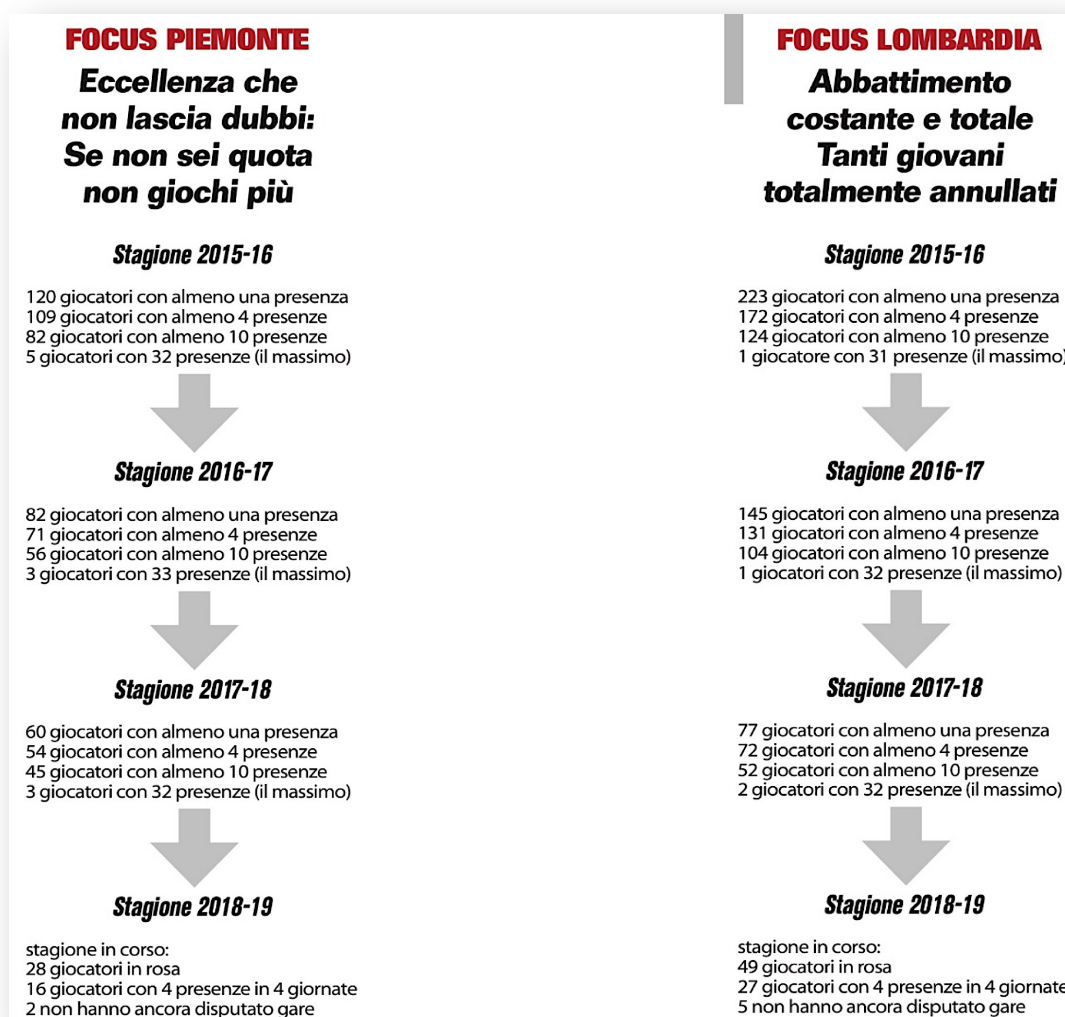 FOCUS PIEMONTE
Eccellenza che
non lascia dubbi:
Se non sei quota
non giochi più
Stagione 2015-16
120 giocatori con almeno una presenza
109 giocatori con almeno 4 presenze
82 giocatori con almeno 10 presenze
5 giocatori con 32 presenze (il massimo)
Stagione 2016-17
82 giocatori con almeno una presenza
71 giocatori con almeno 4 presenze
56 giocatori con almeno 10 presenze
3 giocatori con 33 presenze (il massimo)
Stagione 2017-18
60 giocatori con almeno una presenza
54 giocatori con almeno 4 presenze
45 giocatori con almeno 10 presenze
3 giocatori con 32 presenze (il massimo)
Stagione 2018-19
stagione in corso:
28 giocatori in rosa
16 giocatori con 4 presenze in 4 giornate
2 non hanno ancora disputato gare
FOCUS LOMBARDIA
Abbattimento
costante e totale
Tanti giovani
totalmente annullati
Stagione 2015-16
223 giocatori con almeno una presenza
172 giocatori con almeno 4 presenze
124 giocatori con almeno 10 presenze
1 giocatore con 31 presenze (il massimo)
Stagione 2016-17
145 giocatori con almeno una presenza
131 giocatori con almeno 4 presenze
104 giocatori con almeno 10 presenze
1 giocatori con 32 presenze (il massimo)
Stagione 2017-18
77 giocatori con almeno una presenza
72 giocatori con almeno 4 presenze
52 giocatori con almeno 10 presenze
2 giocatori con 32 presenze (il massimo)
Stagione 2018-19
stagione in corso:
49 giocatori in rosa
27 giocatori con 4 presenze in 4 giornate
5 non hanno ancora disputato gare